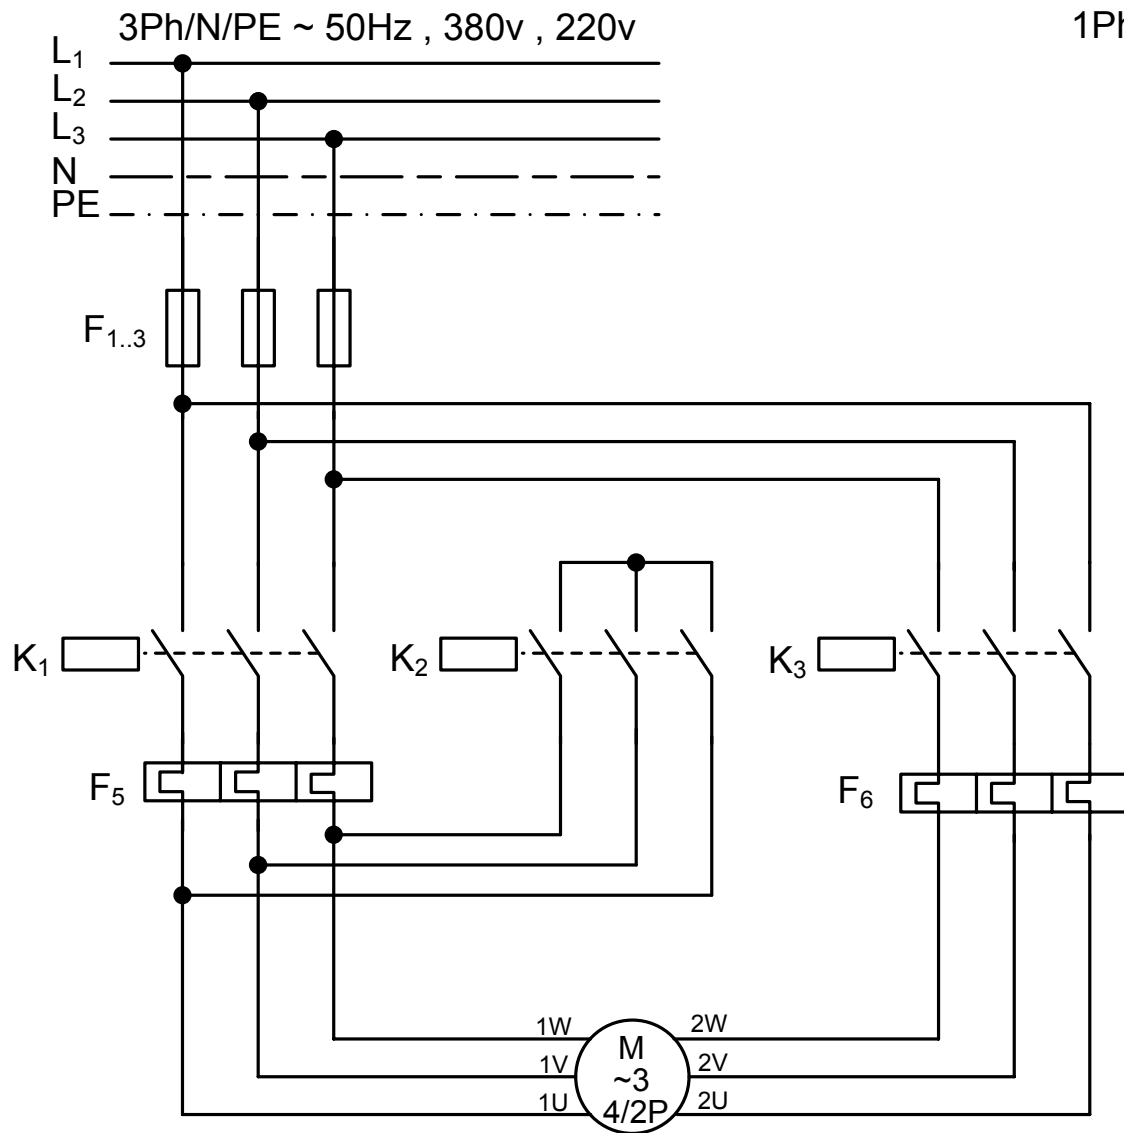 3Ph/N/PE ~ 50Hz , 380v , 220v
1Ph
L1
L2
L3
N
PE
F1..3
K1
K2
K3
F5
F6
1W
2W
M
1V
2V
~3
1U
2U
4/2P